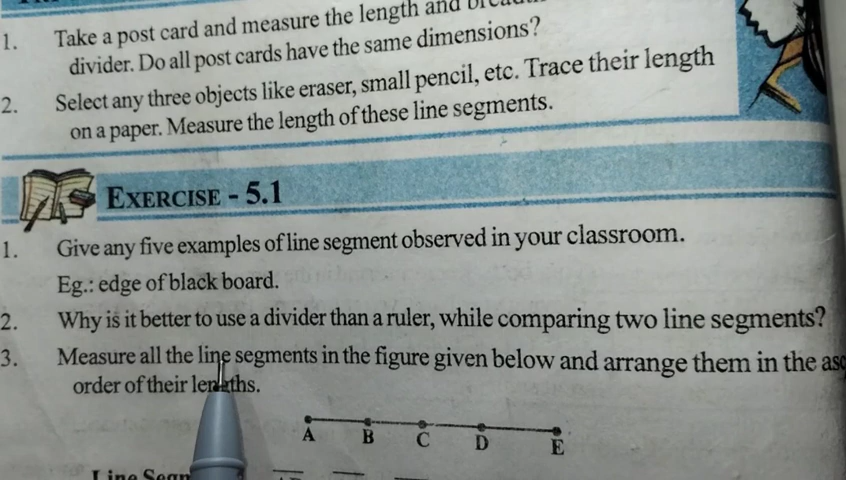 1. Take a post card and measure the length and
divider. Do all post cards have the same dimensions?
2. Select any three objects like eraser, small pencil, etc. Trace their length
on a paper. Measure the length of these line segments.
EXERCISE - 5.1
1. Give any five examples of line segment observed in your classroom.
Eg.: edge of black board.
2. Why is it better to use a divider than a ruler, while comparing two line segments?
3. Measure all the line segments in the figure given below and arrange them in the
order of their lengths.
A B C D E
Line